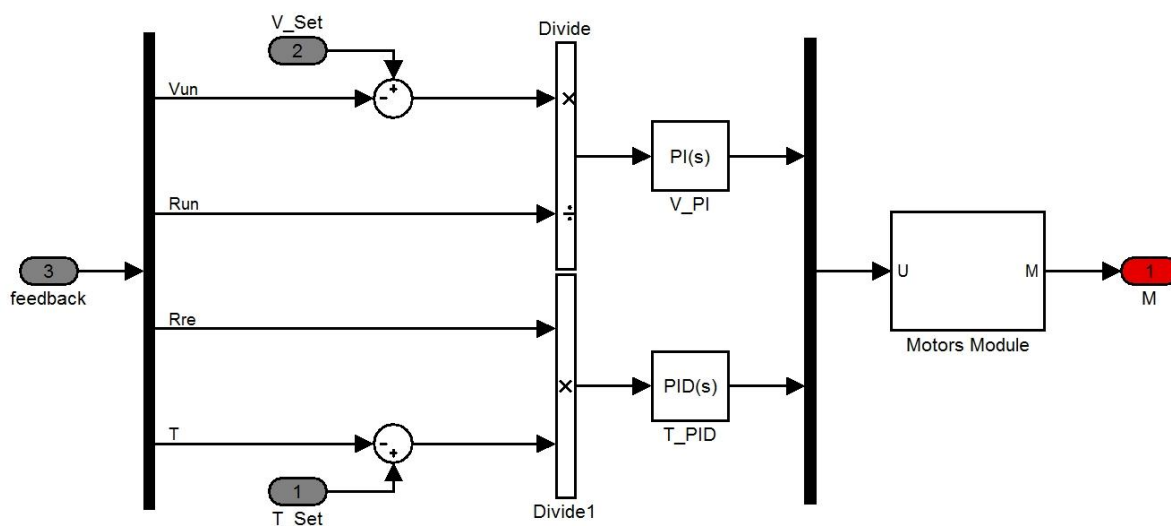 V_Set
2
Divide
Vun
-
+
×
PI(s)
V_PI
Run
÷
3
feedback
U
M
Motors Module
1
M
Rre
×
PID(s)
T_PID
T
-
+
1
T_Set
Divide1